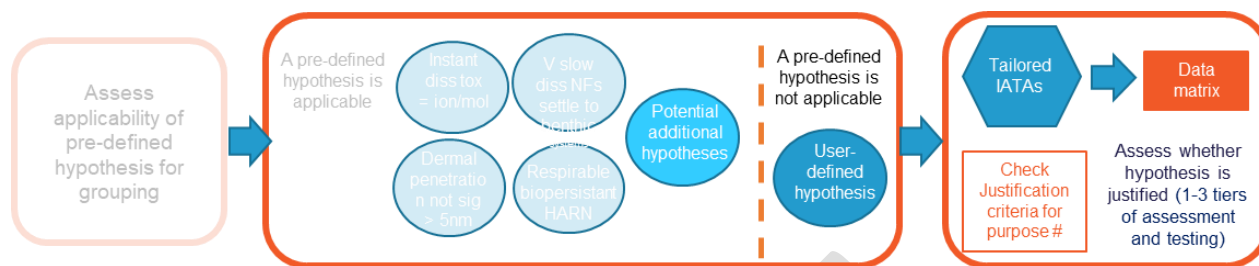 Assess
applicability of
pre-defined
hypothesis for
grouping
A pre-defined
hypothesis is
applicable
Instant
diss tox
= ion/mol
V slow
diss NFs
settle to
benthic
systems
Dermal
penetratio
n not sig
> 5nm
Respirable
biopersistant
HARN
Potential
additional
hypotheses
A pre-defined
hypothesis is
not applicable
User-
defined
hypothesis
Tailored
IATAs
Data
matrix
Check
Justification
criteria for
purpose #
Assess whether
hypothesis is
justified (1-3 tiers
of assessment
and testing)